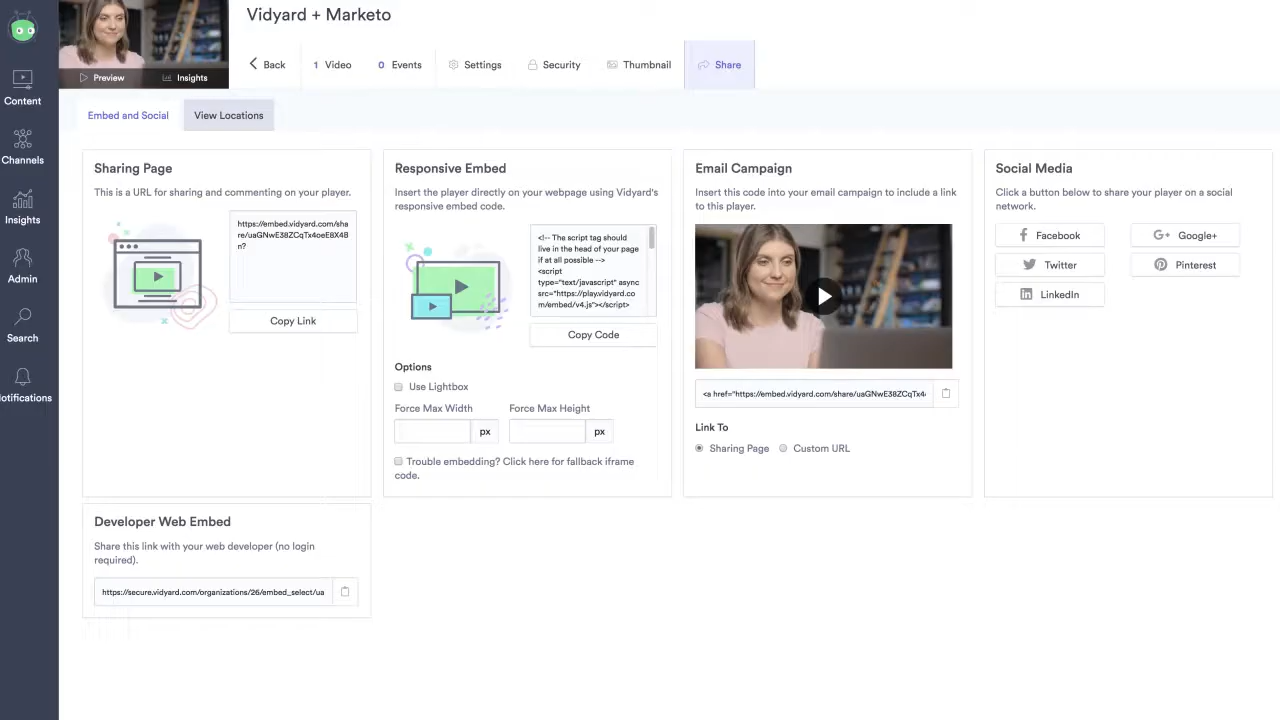 Vidyard + Marketo
Preview
Insights
Back
1 Video
0 Events
Settings
Security
Thumbnail
Share
Content
Channels
Insights
Admin
Search
otifications
Embed and Social
View Locations
Sharing Page
This is a URL for sharing and commenting on your player.
https://embed.vidyard.com/sha
re/uaGNwE38ZCqTx4oeE8X48
n?
Copy Link
Responsive Embed
Insert the player directly on your webpage using Vidyard's
responsive embed code.
<!-- The script tag should
live in the head of your page
if at all possible -->
<script
type="text/javascript" async
src="https://play.vidyard.co
m/embed/v4.js"></script>
Copy Code
Options
Use Lightbox
Force Max Width
Force Max Height
px
px
Trouble embedding? Click here for fallback iframe
code.
Email Campaign
Insert this code into your email campaign to include a link
to this player.
<a href="https://embed.vidyard.com/share/uaGNwE38ZCqTx4
Link To
Sharing Page
Custom URL
Social Media
Click a button below to share your player on a social
network.
Facebook
Google+
Twitter
Pinterest
LinkedIn
Developer Web Embed
Share this link with your web developer (no login
required).
https://secure.vidyard.com/organizations/26/embed_select/ua